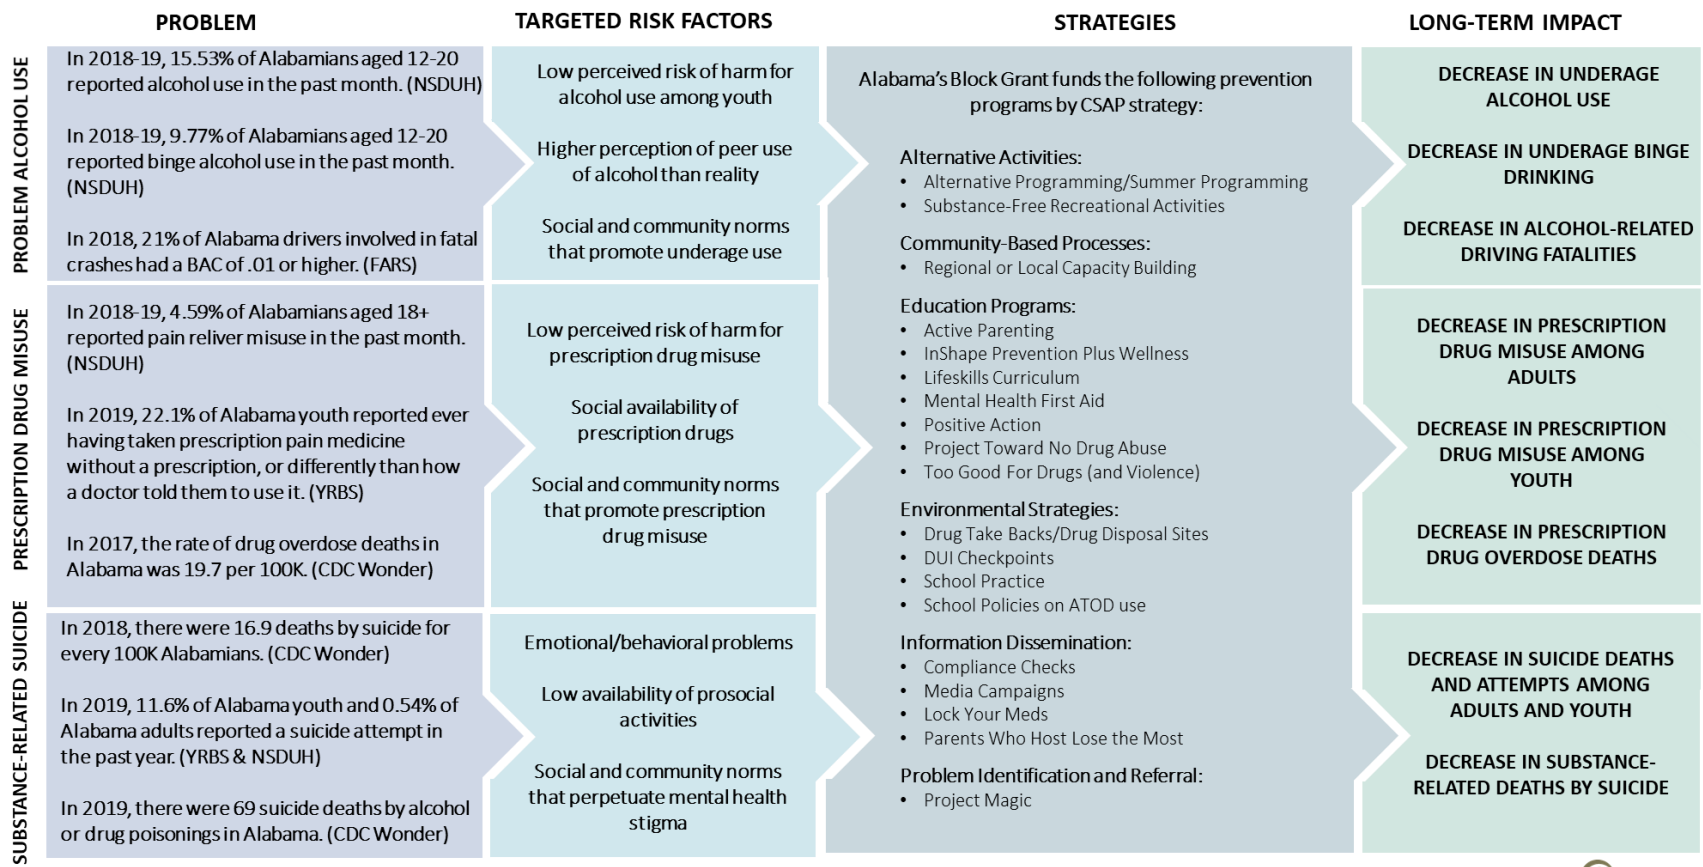 PROBLEM
TARGETED RISK FACTORS
STRATEGIES
LONG-TERM IMPACT
PROBLEM ALCOHOL USE
In 2018-19, 15.53% of Alabamians aged 12-20
reported alcohol use in the past month. (NSDUH)
In 2018-19, 9.77% of Alabamians aged 12-20
reported binge alcohol use in the past month.
(NSDUH)
In 2018, 21% of Alabama drivers involved in fatal
crashes had a BAC of .01 or higher. (FARS)
Low perceived risk of harm for
alcohol use among youth
Higher perception of peer use
of alcohol than reality
Social and community norms
that promote underage use
PRESCRIPTION DRUG MISUSE
In 2018-19, 4.59% of Alabamians aged 18+
reported pain reliver misuse in the past month.
(NSDUH)
In 2019, 22.1% of Alabama youth reported ever
having taken prescription pain medicine
without a prescription, or differently than how
a doctor told them to use it. (YRBS)
In 2017, the rate of drug overdose deaths in
Alabama was 19.7 per 100K. (CDC Wonder)
Low perceived risk of harm for
prescription drug misuse
Social availability of
prescription drugs
Social and community norms
that promote prescription
drug misuse
SUBSTANCE-RELATED SUICIDE
In 2018, there were 16.9 deaths by suicide for
every 100K Alabamians. (CDC Wonder)
In 2019, 11.6% of Alabama youth and 0.54% of
Alabama adults reported a suicide attempt in
the past year. (YRBS & NSDUH)
In 2019, there were 69 suicide deaths by alcohol
or drug poisonings in Alabama. (CDC Wonder)
Emotional/behavioral problems
Low availability of prosocial
activities
Social and community norms
that perpetuate mental health
stigma
Alabama's Block Grant funds the following prevention
programs by CSAP strategy:
Alternative Activities:
• Alternative Programming/Summer Programming
• Substance-Free Recreational Activities
Community-Based Processes:
• Regional or Local Capacity Building
Education Programs:
• Active Parenting
• InShape Prevention Plus Wellness
• Lifeskills Curriculum
• Mental Health First Aid
• Positive Action
• Project Toward No Drug Abuse
• Too Good For Drugs (and Violence)
Environmental Strategies:
• Drug Take Backs/Drug Disposal Sites
• DUI Checkpoints
• School Practice
• School Policies on ATOD use
Information Dissemination:
• Compliance Checks
• Media Campaigns
• Lock Your Meds
• Parents Who Host Lose the Most
Problem Identification and Referral:
• Project Magic
DECREASE IN UNDERAGE
ALCOHOL USE
DECREASE IN UNDERAGE BINGE
DRINKING
DECREASE IN ALCOHOL-RELATED
DRIVING FATALITIES
DECREASE IN PRESCRIPTION
DRUG MISUSE AMONG
ADULTS
DECREASE IN PRESCRIPTION
DRUG MISUSE AMONG
YOUTH
DECREASE IN PRESCRIPTION
DRUG OVERDOSE DEATHS
DECREASE IN SUICIDE DEATHS
AND ATTEMPTS AMONG
ADULTS AND YOUTH
DECREASE IN SUBSTANCE-
RELATED DEATHS BY SUICIDE